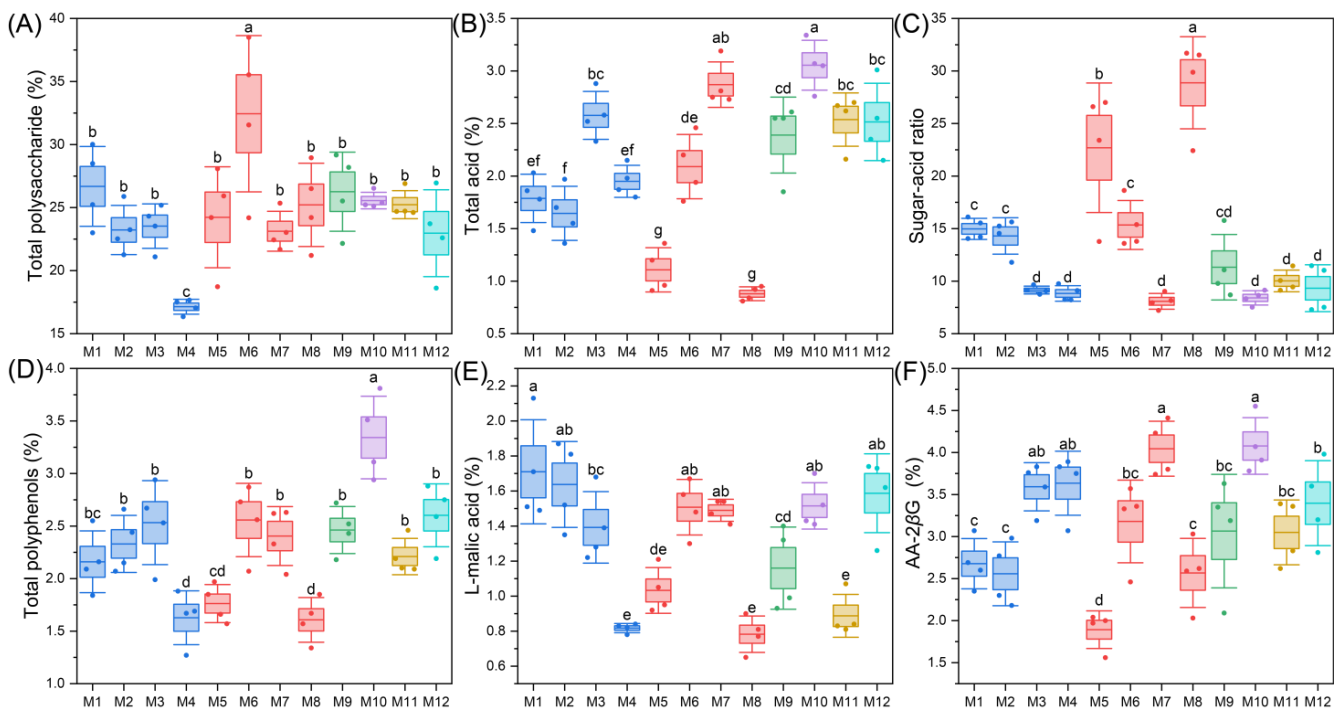 (A)
Total polysaccharide (%)
40
35
30
25
20
15
b b b c b a b b b b b b
M1 M2 M3 M4 M5 M6 M7 M8 M9 M10 M11 M12
(B)
Total acid (%)
3.5
3.0
2.5
2.0
1.5
1.0
0.5
ef f bc ef g de ab g cd a bc bc
M1 M2 M3 M4 M5 M6 M7 M8 M9 M10 M11 M12
(C)
Sugar-acid ratio
35
30
25
20
15
10
5
c c d d b c d a cd d d d
M1 M2 M3 M4 M5 M6 M7 M8 M9 M10 M11 M12
(D)
Total polyphenols (%)
4.0
3.5
3.0
2.5
2.0
1.5
1.0
bc b b d cd b b d b a b b
M1 M2 M3 M4 M5 M6 M7 M8 M9 M10 M11 M12
(E)
L-malic acid (%)
2.2
2.0
1.8
1.6
1.4
1.2
1.0
0.8
0.6
a ab bc e de ab ab e cd ab e ab
M1 M2 M3 M4 M5 M6 M7 M8 M9 M10 M11 M12
(F)
AA-2βG (%)
5.0
4.5
4.0
3.5
3.0
2.5
2.0
1.5
c c ab ab d bc a c bc a bc b
M1 M2 M3 M4 M5 M6 M7 M8 M9 M10 M11 M12